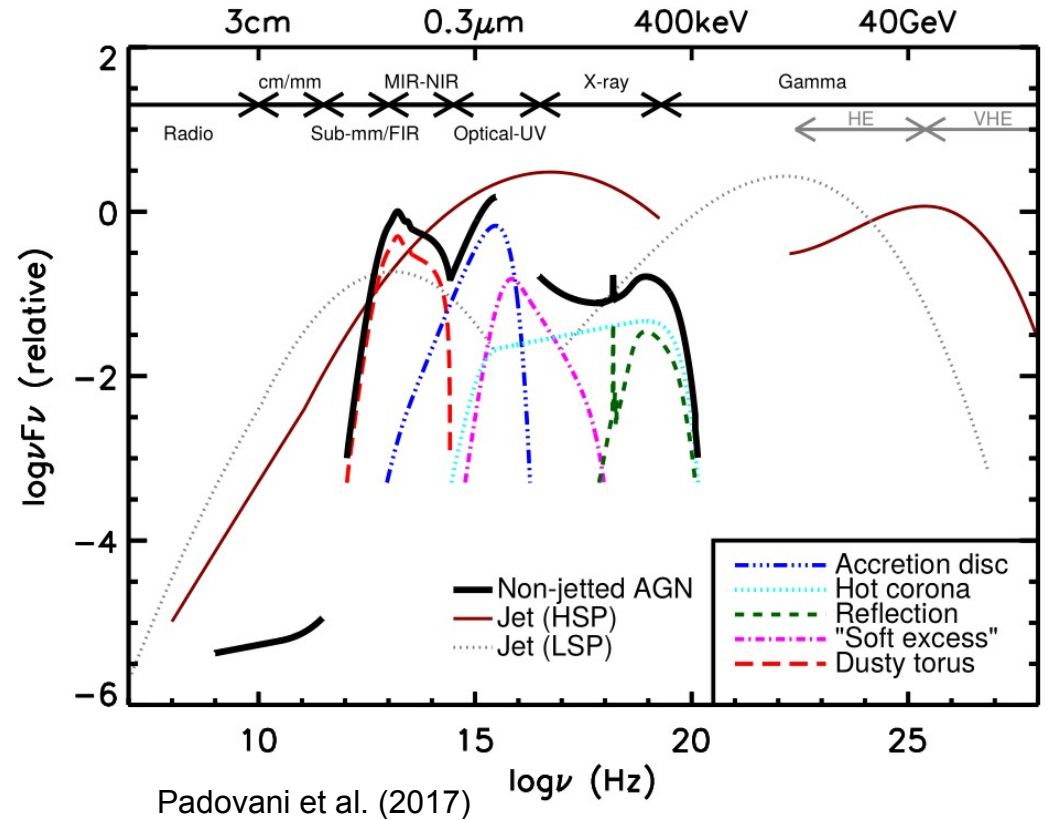 3cm 0.3μm 400keV 40GeV
cm/mm MIR-NIR X-ray Gamma
Radio Sub-mm/FIR Optical-UV HE VHE
2
0
−2
−4
−6
logνFν (relative)
Non-jetted AGN
Jet (HSP)
Jet (LSP)
Accretion disc
Hot corona
Reflection
"Soft excess"
Dusty torus
10 15 20 25
logν (Hz)
Padovani et al. (2017)